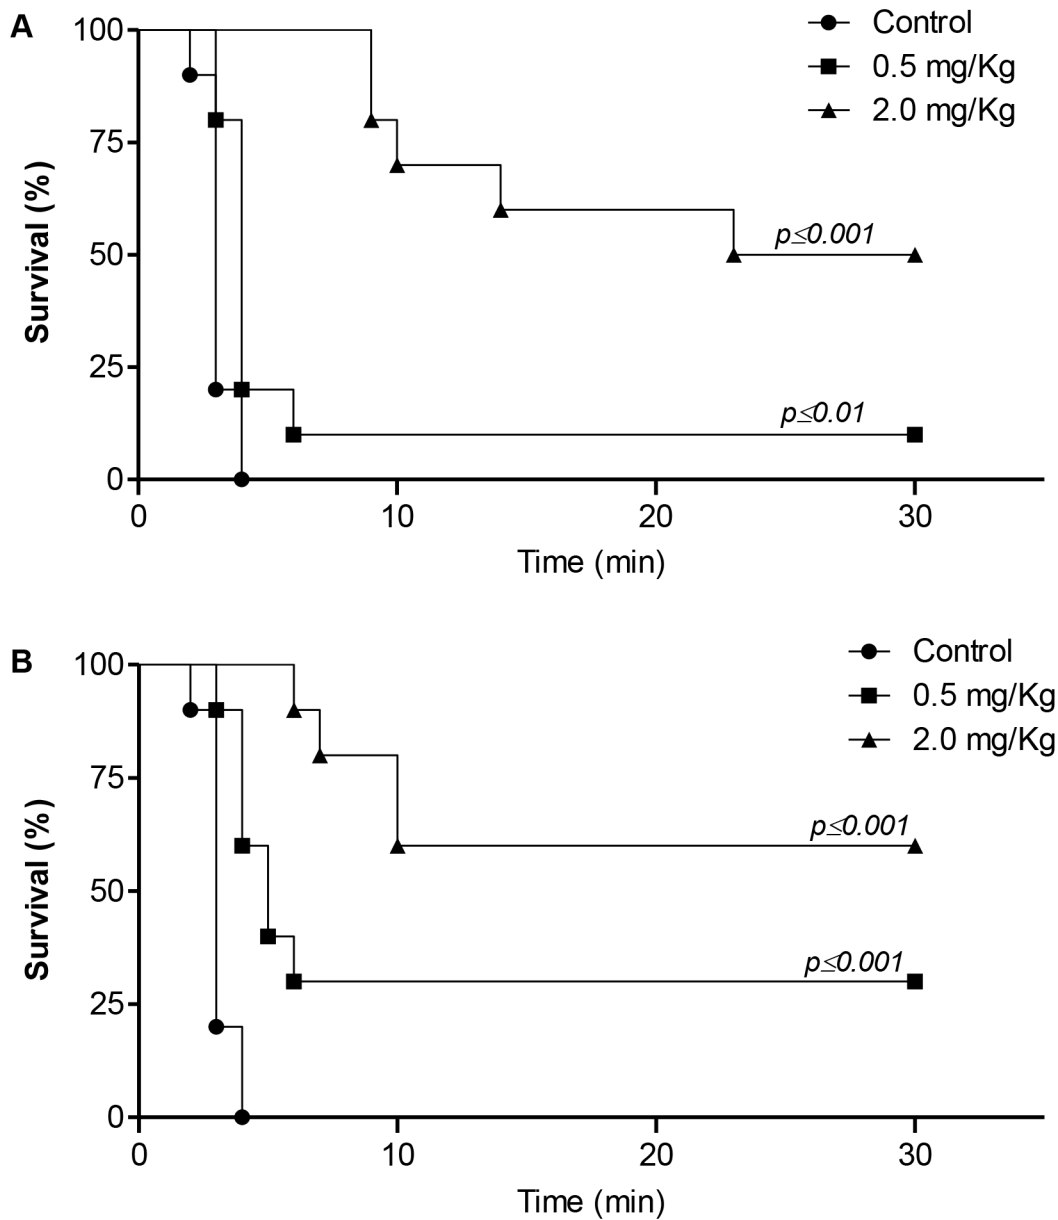 A
Control
0.5 mg/Kg
2.0 mg/Kg
100
75
50
25
0
Survival (%)
p≤0.001
p≤0.01
0 10 20 30
Time (min)
B
Control
0.5 mg/Kg
2.0 mg/Kg
100
75
50
25
0
Survival (%)
p≤0.001
p≤0.001
0 10 20 30
Time (min)